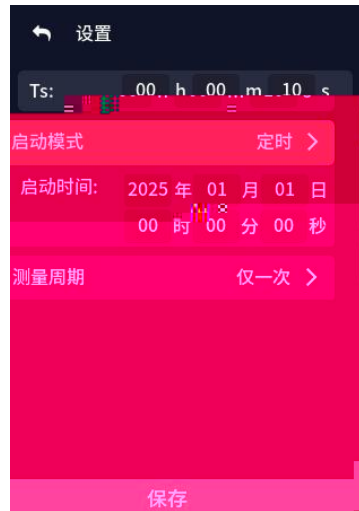 设置
Ts: 00 h 00 m 10 s
启动模式 定时
启动时间: 2025 年 01 月 01 日
00 时 00 分 00 秒
测量周期 仅一次
保存